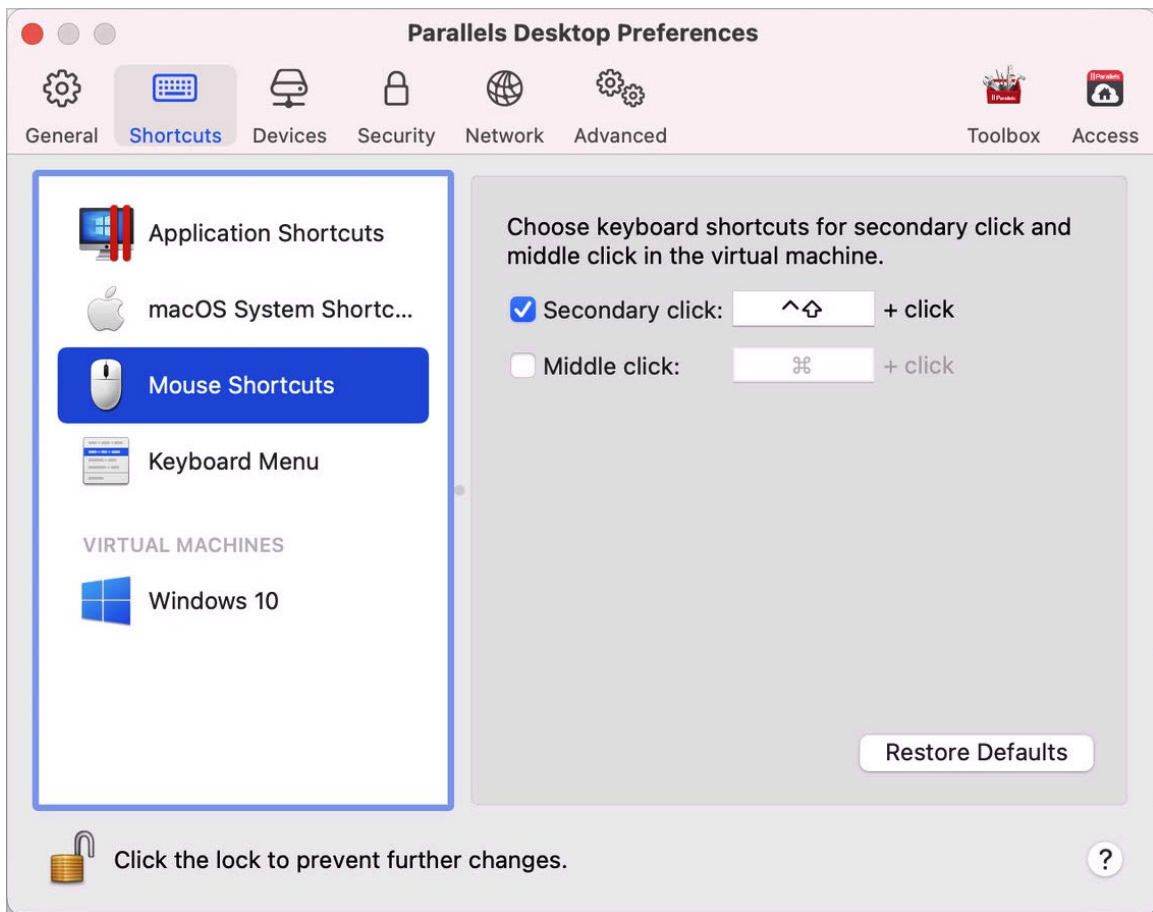 Parallels Desktop Preferences
General Shortcuts Devices Security Network Advanced Toolbox Access
Application Shortcuts
macOS System Shortc...
Mouse Shortcuts
Keyboard Menu
VIRTUAL MACHINES
Windows 10
Choose keyboard shortcuts for secondary click and
middle click in the virtual machine.
Secondary click: ^⇧ + click
Middle click: ⌘ + click
Restore Defaults
Click the lock to prevent further changes.
?